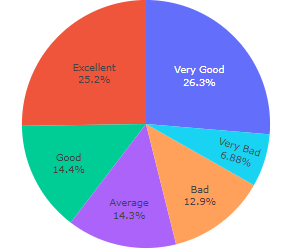 Very Good
26.3%
Very Bad
6.88%
Bad
12.9%
Average
14.3%
Good
14.4%
Excellent
25.2%